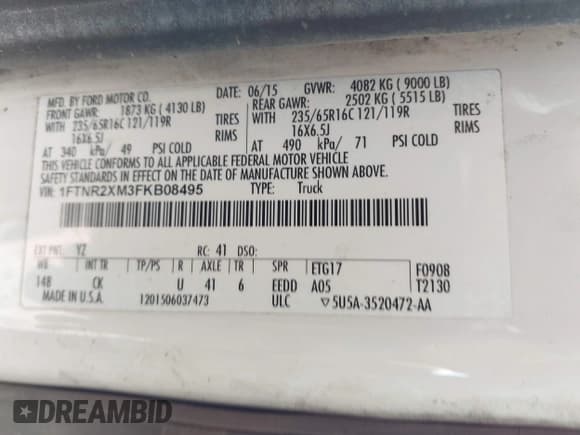 MFD. BY FORD MOTOR CO. DATE: 06/15 GVWR: 4082 KG ( 9000 LB)
FRONT GAWR: 1873 KG ( 4130 LB) REAR GAWR: 2502 KG ( 5515 LB)
WITH 235/65R16C 121/119R TIRES WITH 235/65R16C 121/119R TIRES
16X6.5J RIMS 16X6.5J RIMS
AT 340 kPa/ 49 PSI COLD AT 490 kPa/ 71 PSI COLD
THIS VEHICLE CONFORMS TO ALL APPLICABLE FEDERAL MOTOR VEHICLE
SAFETY STANDARDS IN EFFECT ON THE DATE OF MANUFACTURE SHOWN ABOVE.
VIN: 1FTNR2XM3FKB08495 TYPE: Truck
EXT PNT: YZ RC: 41 DSO:
WB INT TR TP/PS R AXLE TR SPR ETG17 F0908
148 CK U 41 6 EEDD A05 T2130
MADE IN U.S.A. 1201506037473 ULC ▽5U5A-3520472-AA
DREAMBID